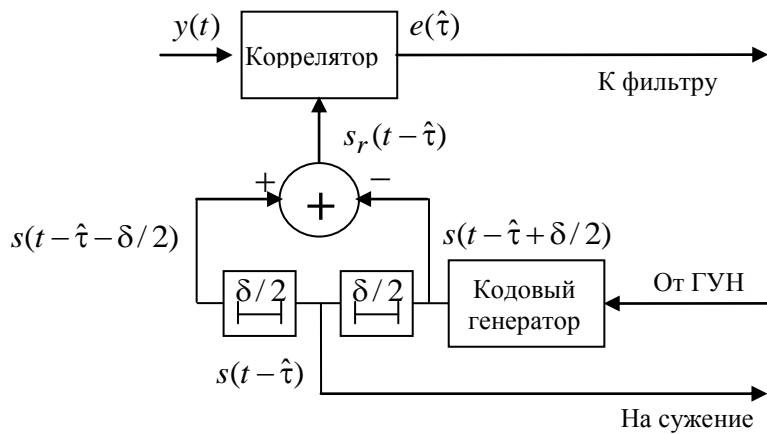 y(t)
Коррелятор
e(τ̂)
К фильтру
s_r(t − τ̂)
+
−
+
s(t − τ̂ − δ/2)
s(t − τ̂ + δ/2)
δ/2
δ/2
Кодовый
генератор
От ГУН
s(t − τ̂)
На сужение